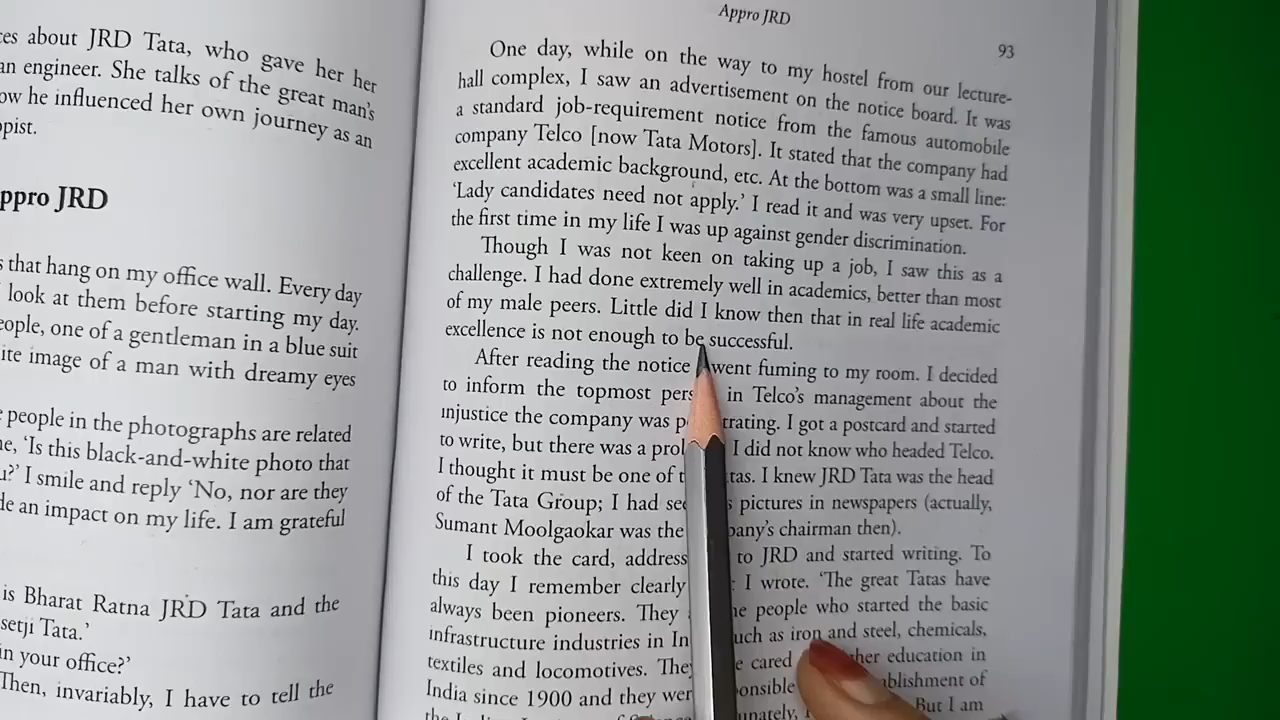 ces about JRD Tata, who gave her her
an engineer. She talks of the great man's
ow he influenced her own journey as an
opist.
ppro JRD
s that hang on my office wall. Every day
look at them before starting my day.
eople, one of a gentleman in a blue suit
ite image of a man with dreamy eyes
people in the photographs are related
ne, 'Is this black-and-white photo that
u?' I smile and reply 'No, nor are they
de an impact on my life. I am grateful
is Bharat Ratna JRD Tata and the
setji Tata.'
in your office?'
Then, invariably, I have to tell the
Appro JRD
93
One day, while on the way to my hostel from our lecture-
hall complex, I saw an advertisement on the notice board. It was
a standard job-requirement notice from the famous automobile
company Telco [now Tata Motors]. It stated that the company had
excellent academic background, etc. At the bottom was a small line:
'Lady candidates need not apply.' I read it and was very upset. For
the first time in my life I was up against gender discrimination.
Though I was not keen on taking up a job, I saw this as a
challenge. I had done extremely well in academics, better than most
of my male peers. Little did I know then that in real life academic
excellence is not enough to be successful.
After reading the notice went fuming to my room. I decided
to inform the topmost pers in Telco's management about the
injustice the company was p trating. I got a postcard and started
to write, but there was a pro I did not know who headed Telco.
I thought it must be one of t tas. I knew JRD Tata was the head
of the Tata Group; I had se s pictures in newspapers (actually,
Sumant Moolgaokar was the pany's chairman then).
I took the card, address to JRD and started writing. To
this day I remember clearly I wrote. 'The great Tatas have
always been pioneers. They ne people who started the basic
infrastructure industries in In uch as iron and steel, chemicals,
textiles and locomotives. They e cared her education in
India since 1900 and they wer onsible blishment of
But I am